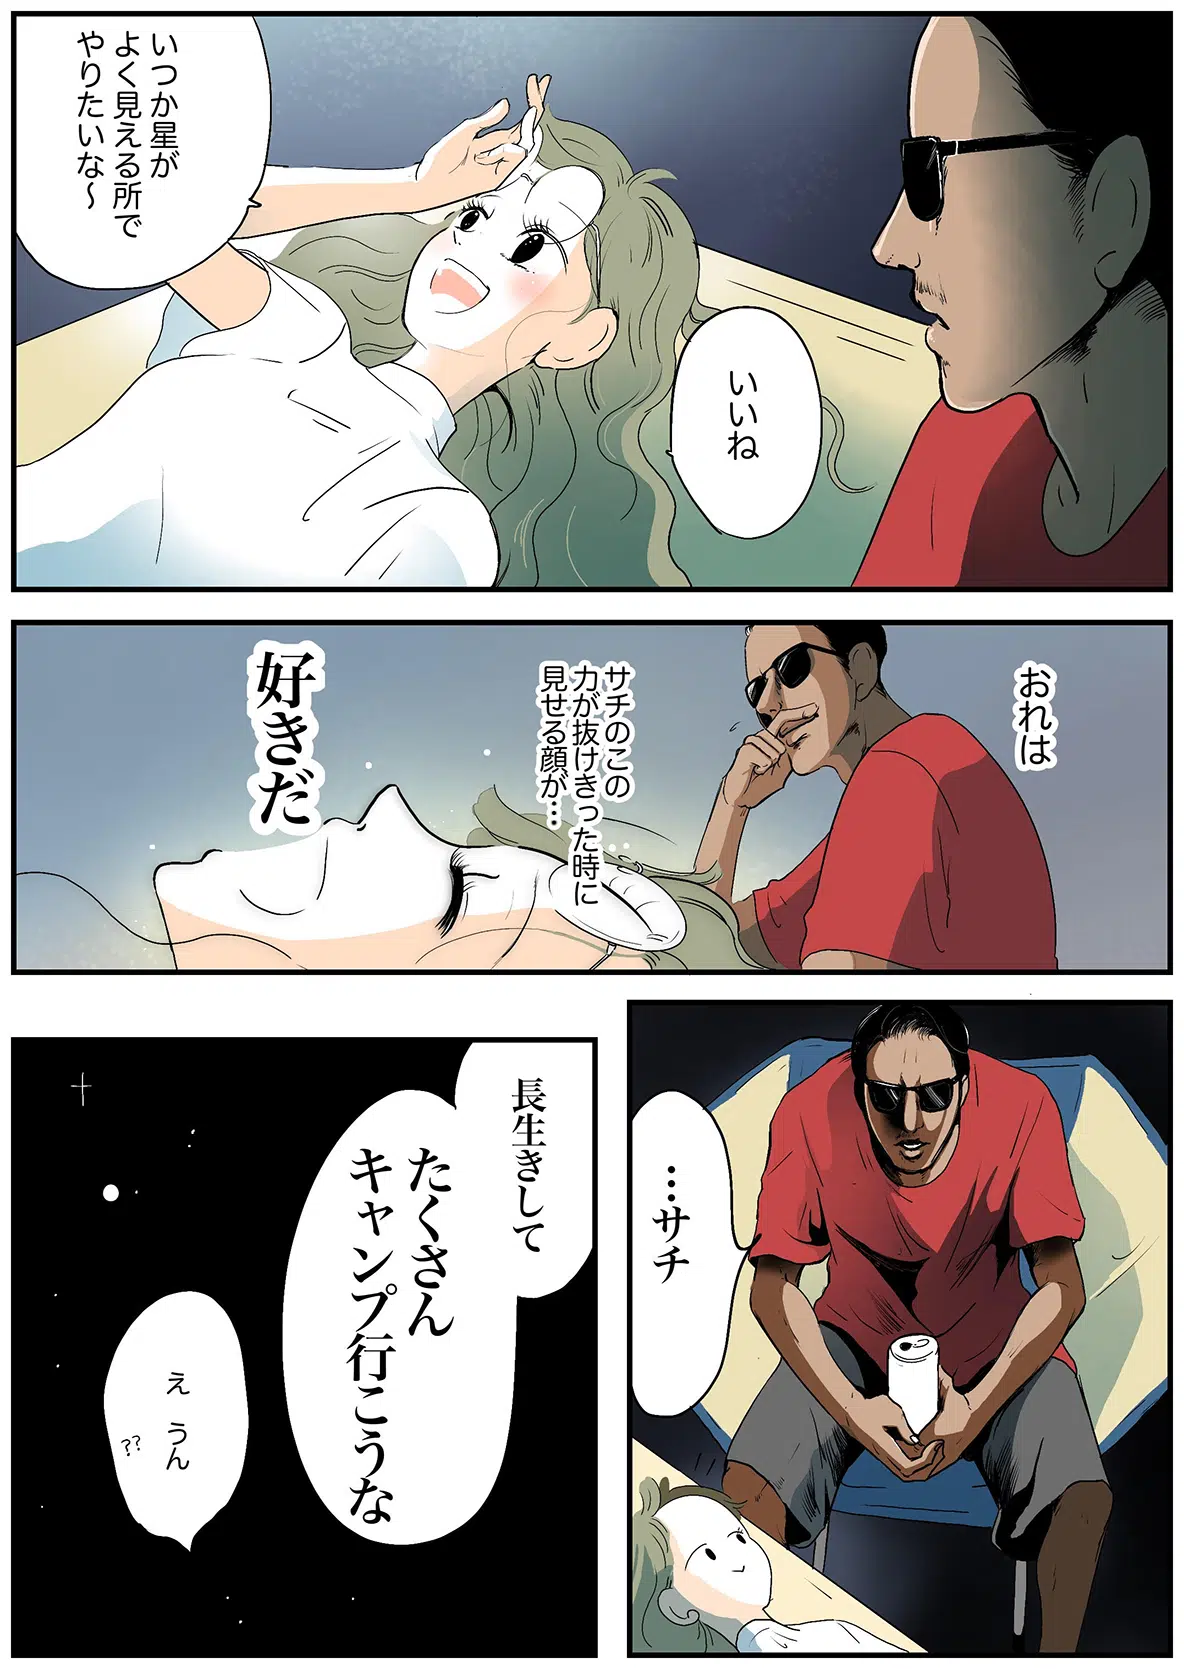 いつか星が
よく見える所で
やりたいな〜
いいね
おれは
サチのこの
力が抜けきった時に
見せる顔が…
好きだ
…サチ
長生きして
たくさん
キャンプ行こうな
え うん
??